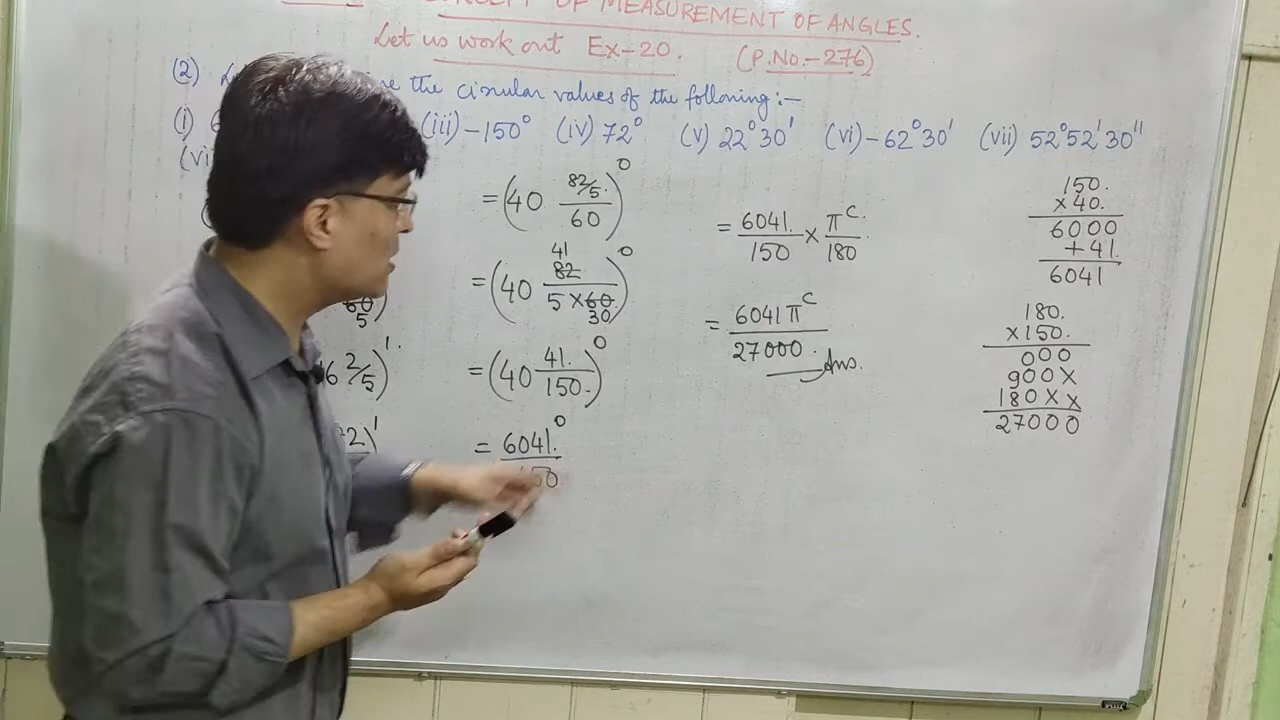 CONCEPT OF MEASUREMENT OF ANGLES.
Let us work out Ex-20. (P.No.-276)
(2) the circular values of the following:-
(i) 6 (iii) -150° (iv) 72° (v) 22°30' (vi) -62°30' (vii) 52°52'30''
(vi
= (40 82/5. / 60)°
= (40 41 82 / 5 × 60 30)°
= (40 41. / 150.)°
= 6041.° / 150
60
5
6 2/5)'.
2)'
= 6041. / 150 × πᶜ. / 180
= 6041πᶜ / 27000. Ans.
150.
× 40.
6000
+ 41
6041
180.
×150.
000
900X
180XX
27000